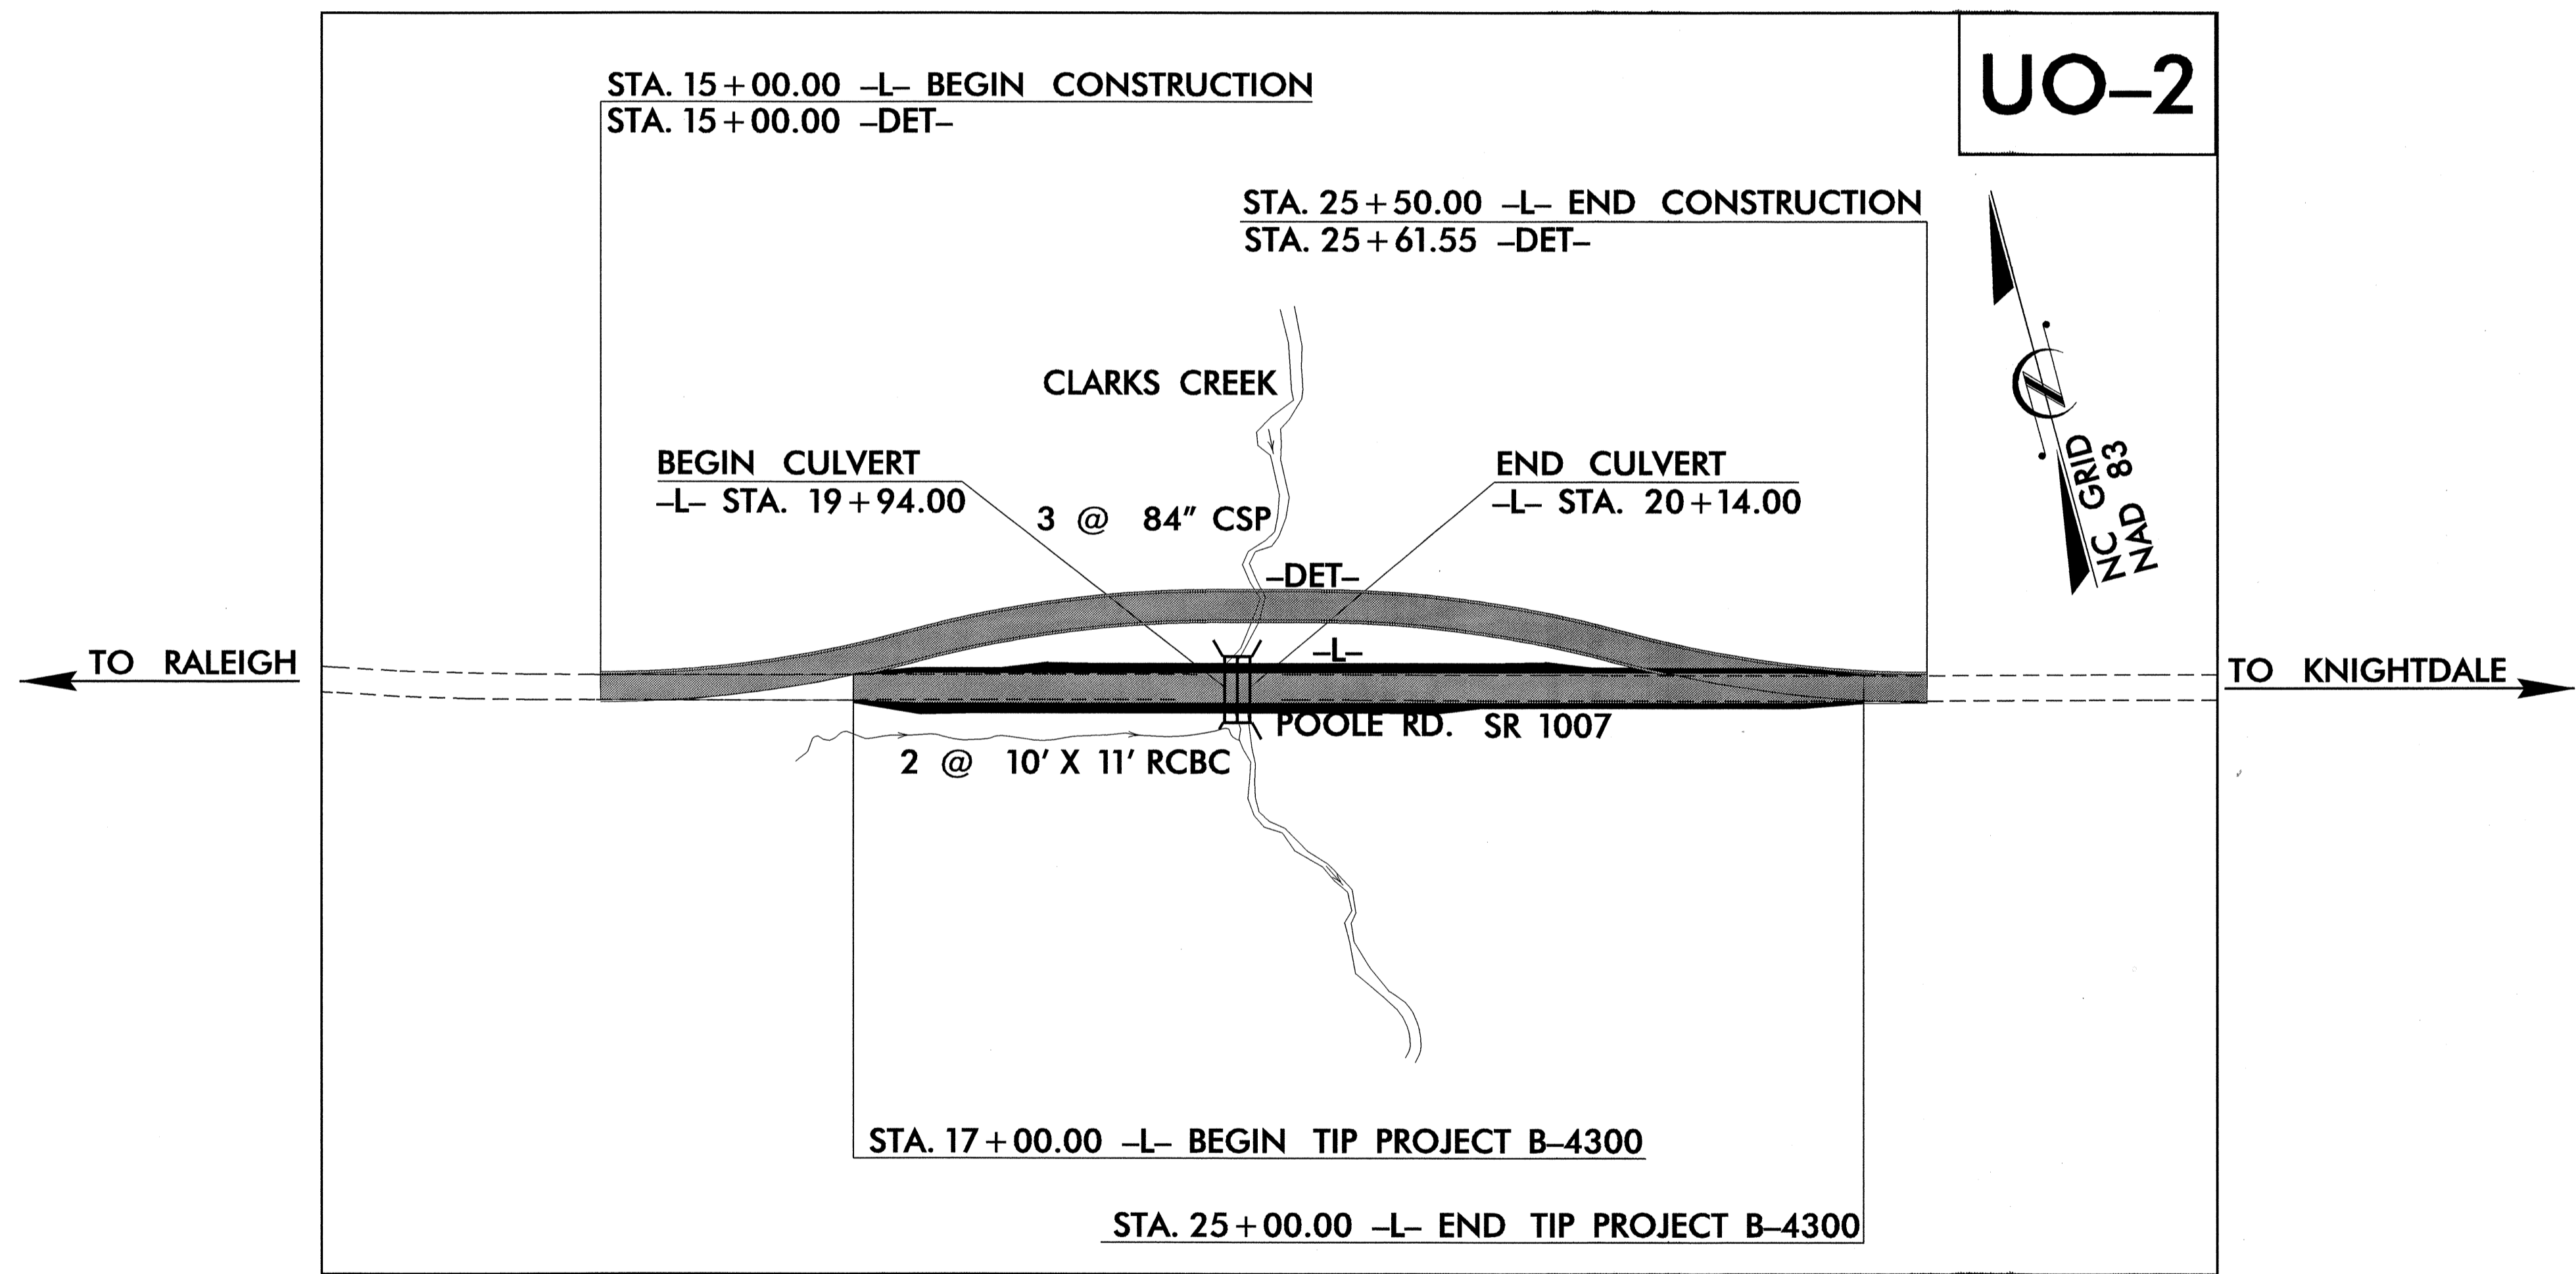 UO–2
STA. 15+00.00 –L– BEGIN CONSTRUCTION
STA. 15+00.00 –DET–
STA. 25+50.00 –L– END CONSTRUCTION
STA. 25+61.55 –DET–
CLARKS CREEK
NC GRID
NAD 83
BEGIN CULVERT
–L– STA. 19+94.00
END CULVERT
–L– STA. 20+14.00
3 @ 84" CSP
–DET–
–L–
TO RALEIGH
TO KNIGHTDALE
POOLE RD. SR 1007
2 @ 10' X 11' RCBC
STA. 17+00.00 –L– BEGIN TIP PROJECT B–4300
STA. 25+00.00 –L– END TIP PROJECT B–4300